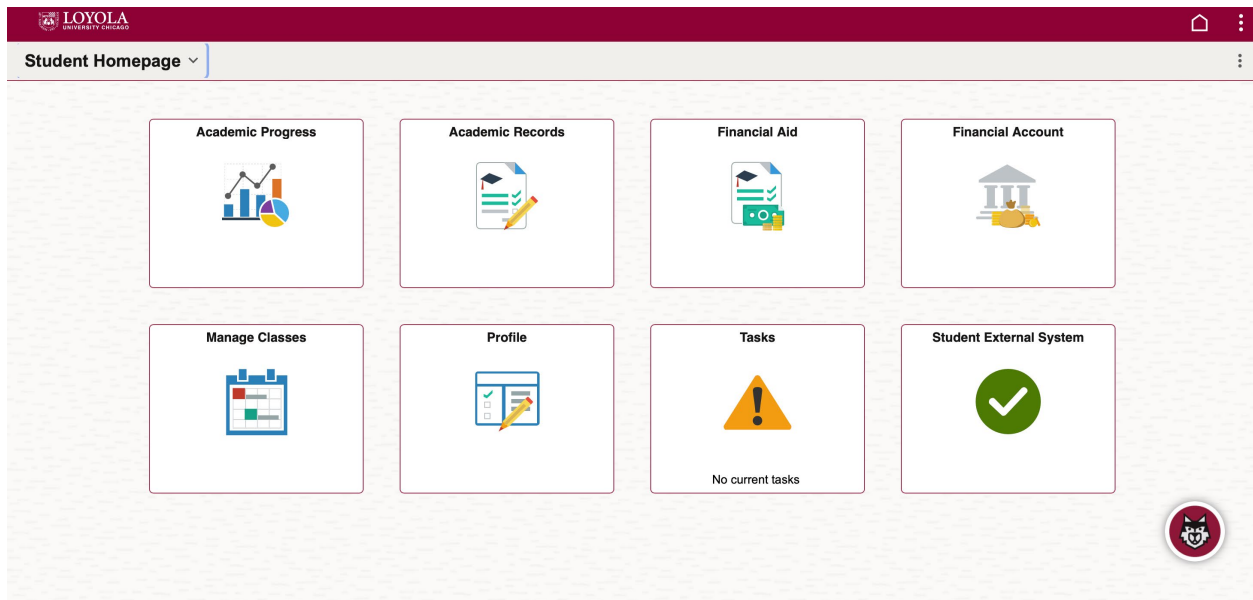 LOYOLA
UNIVERSITY CHICAGO
Student Homepage
Academic Progress
Academic Records
Financial Aid
Financial Account
Manage Classes
Profile
Tasks
Student External System
No current tasks